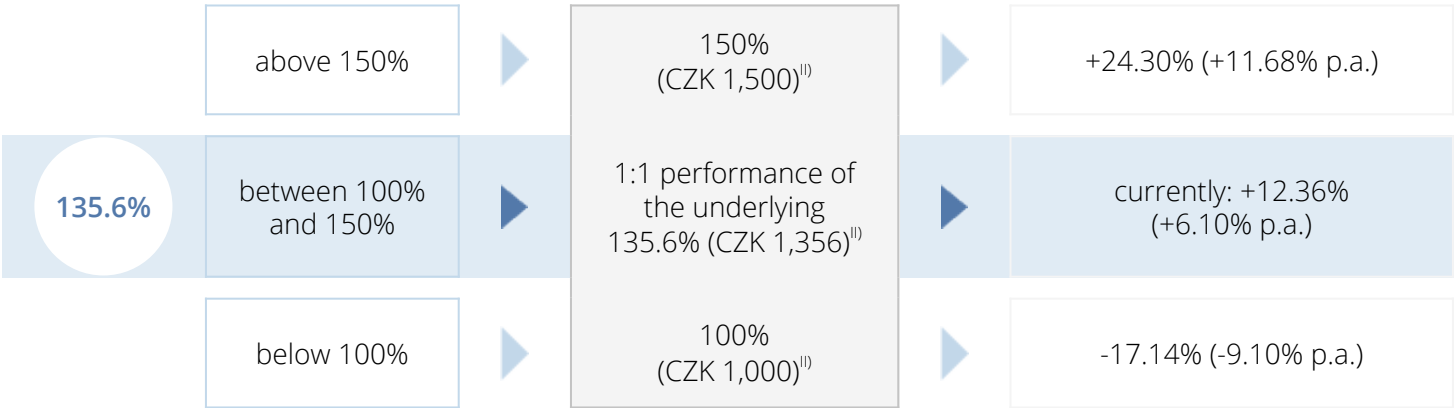 above 150%
150%
(CZK 1,500)II)
+24.30% (+11.68% p.a.)
135.6%
between 100%
and 150%
1:1 performance of
the underlying
135.6% (CZK 1,356)II)
currently: +12.36%
(+6.10% p.a.)
below 100%
100%
(CZK 1,000)II)
-17.14% (-9.10% p.a.)